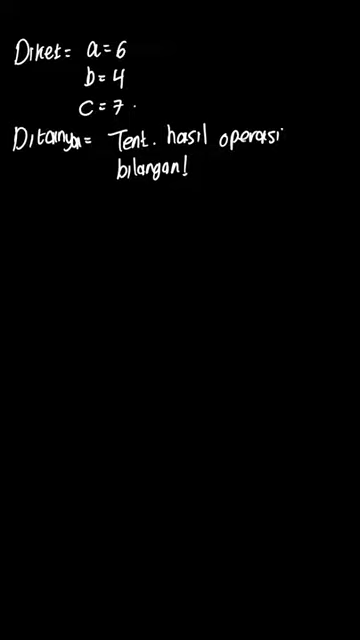 Diket = a = 6
b = 4
c = 7.
Ditanya = Tent. hasil operasi
bilangan!